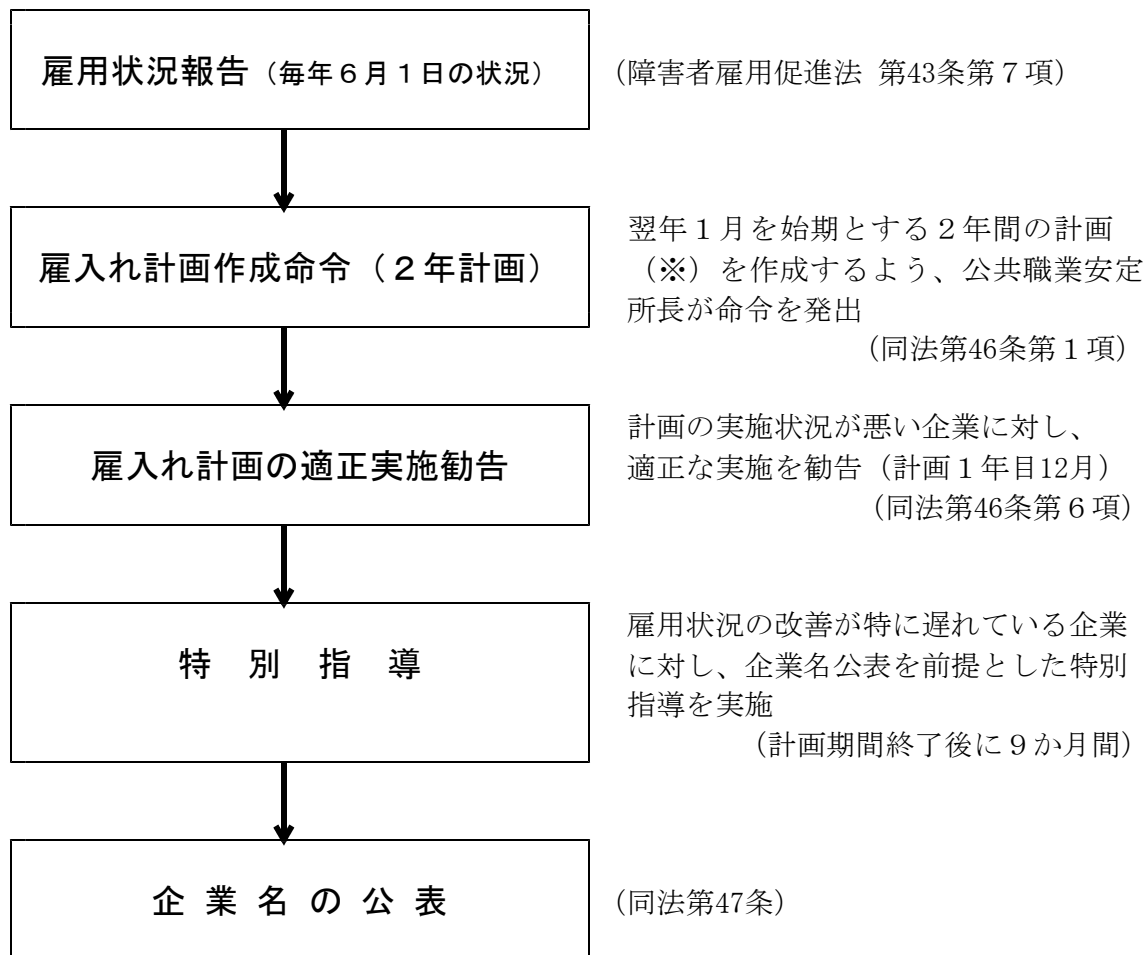 雇用状況報告（毎年６月１日の状況）
（障害者雇用促進法 第43条第７項）
雇入れ計画作成命令（２年計画）
翌年１月を始期とする２年間の計画
（※）を作成するよう、公共職業安定
所長が命令を発出
（同法第46条第１項）
雇入れ計画の適正実施勧告
計画の実施状況が悪い企業に対し、
適正な実施を勧告（計画１年目12月）
（同法第46条第６項）
特　別　指　導
雇用状況の改善が特に遅れている企業
に対し、企業名公表を前提とした特別
指導を実施
（計画期間終了後に９か月間）
企 業 名 の 公 表
（同法第47条）